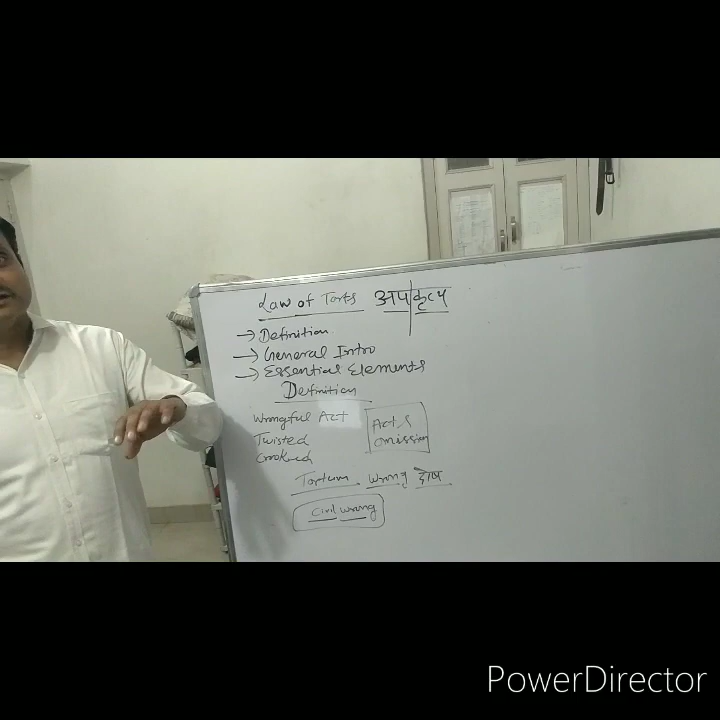 Law of Torts अप|कृत्य
→ Definition
→ General Intro
→ Essential Elements
Definition
Wrongful Act
Twisted
Crooked
Act &
omission
Tortum Wrong दोष
Civil Wrong
PowerDirector